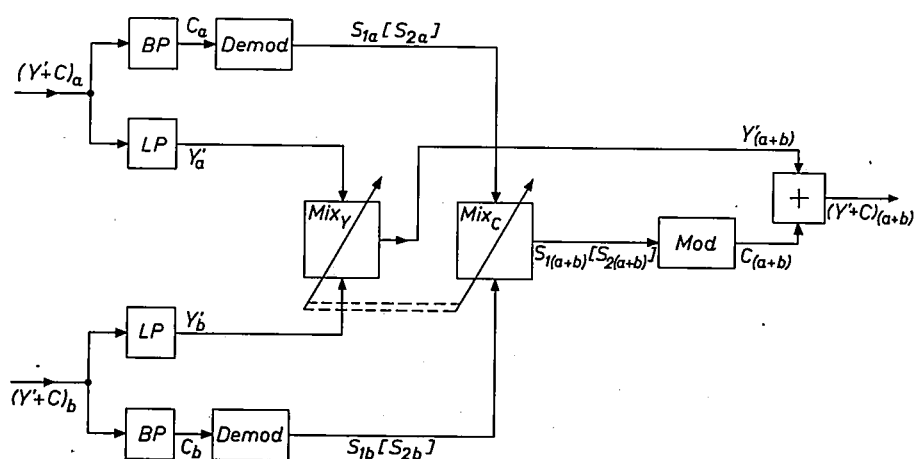 (Y'+C)a
BP
Ca
Demod
S1a[S2a]
LP
Y'a
MixY
MixC
Y'(a+b)
+
(Y'+C)(a+b)
S1(a+b)[S2(a+b)]
Mod
C(a+b)
LP
Y'b
(Y'+C)b
BP
Cb
Demod
S1b[S2b]